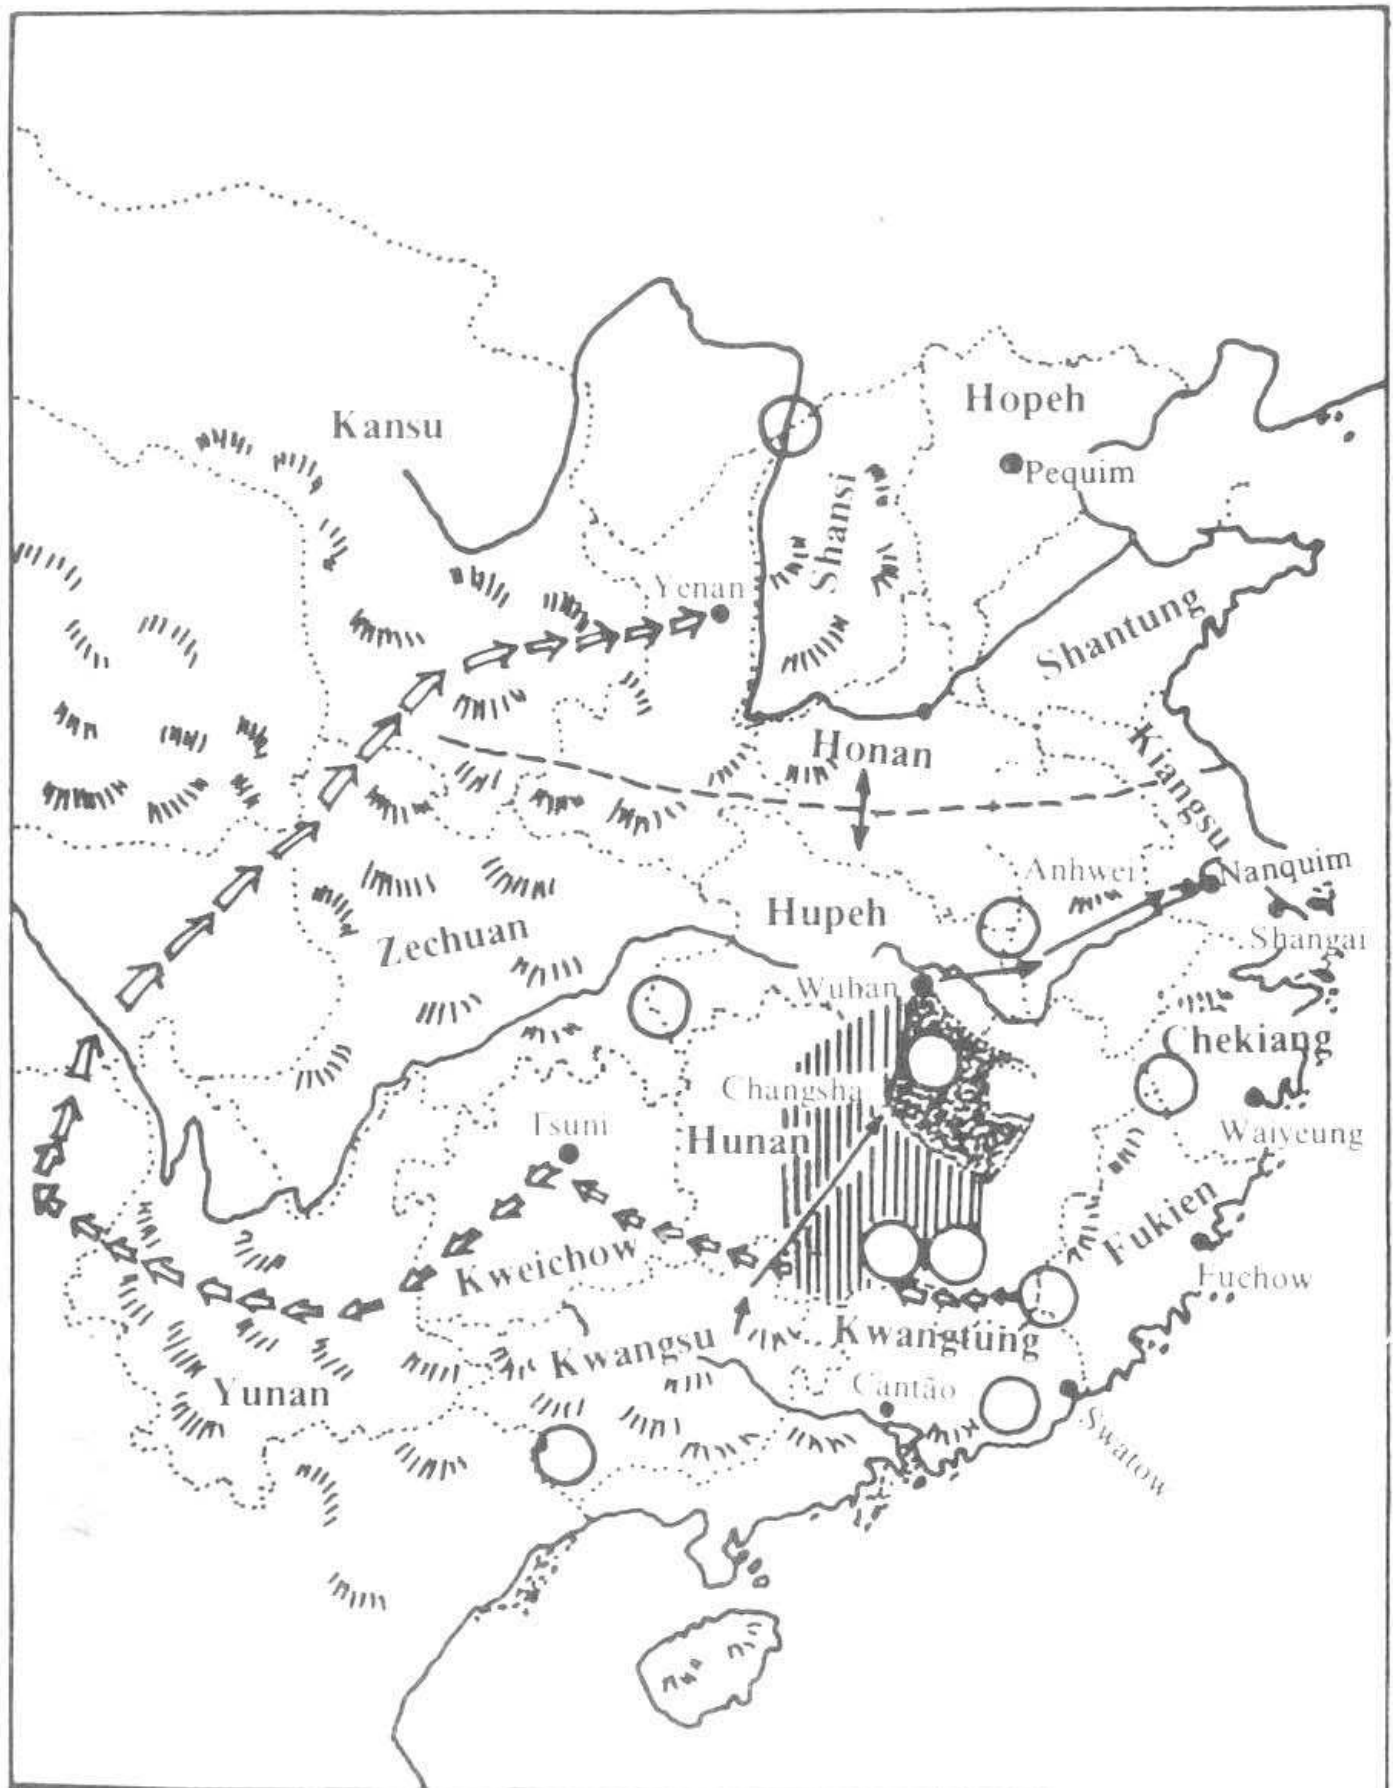 Hopeh
Kansu
Pequim
Shansi
Yenan
Shantung
Honan
Kiangsu
Anhwei
Nanquim
Hupeh
Zechuan
Shangai
Wuhan
Chekiang
Changsha
Tsuni
Hunan
Waiyeung
Fukien
Kweichow
Fuchow
Kwangtung
Kwangsu
Yunan
Cantão
Swatow